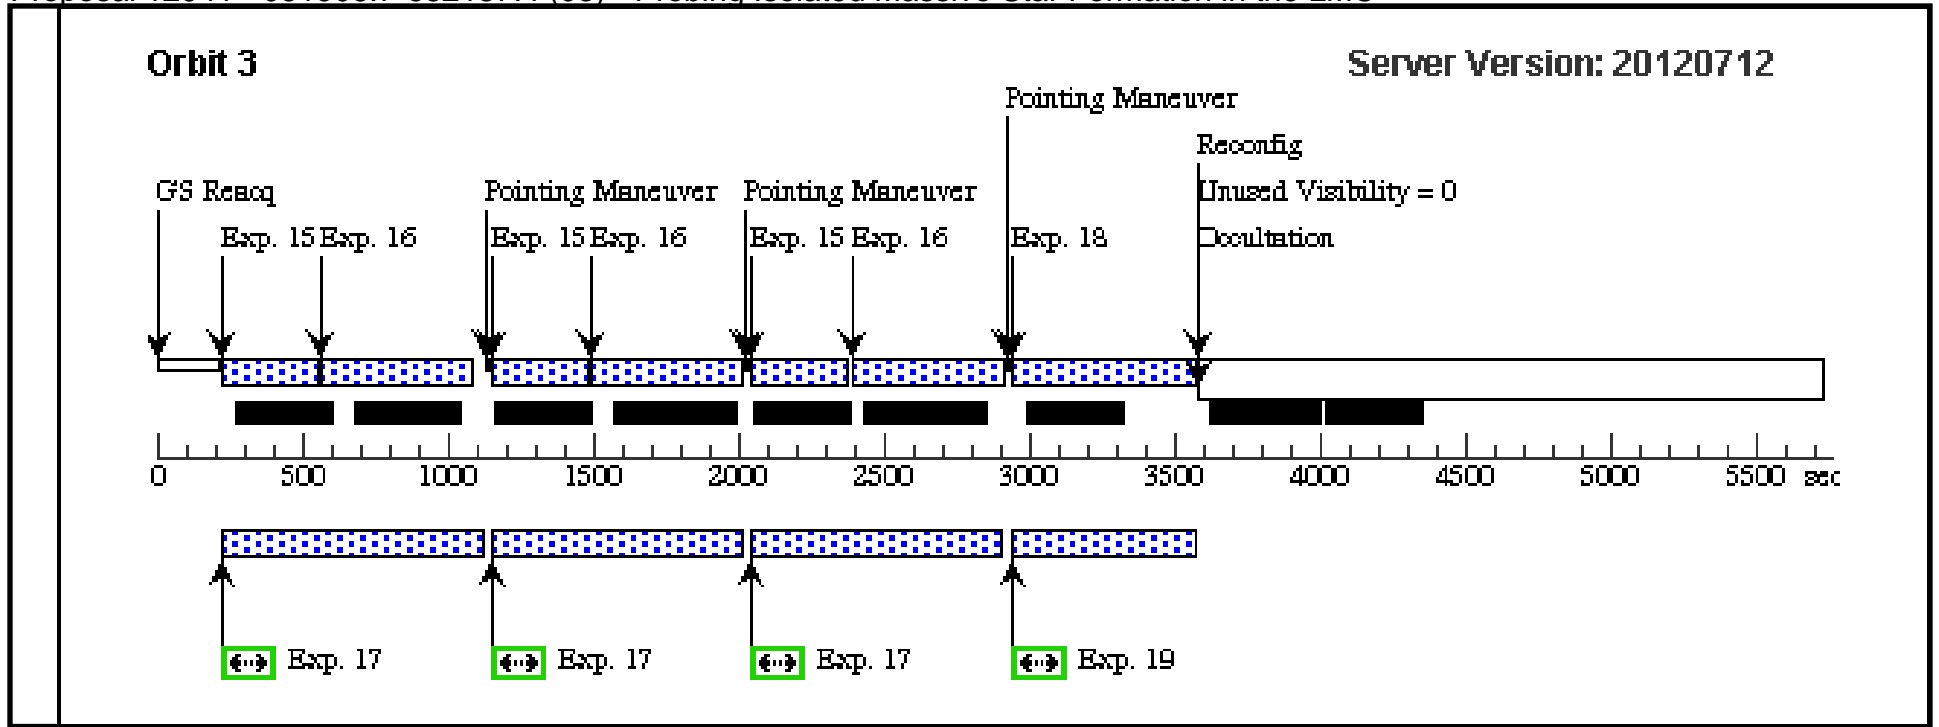 Orbit 3
Server Version: 20120712
Pointing Maneuver
Reconfig
GS Reacq
Pointing Maneuver
Pointing Maneuver
Unused Visibility = 0
Exp. 15
Exp. 16
Exp. 15
Exp. 16
Exp. 15
Exp. 16
Exp. 18
Occultation
0
500
1000
1500
2000
2500
3000
3500
4000
4500
5000
5500
sec
Exp. 17
Exp. 17
Exp. 17
Exp. 19